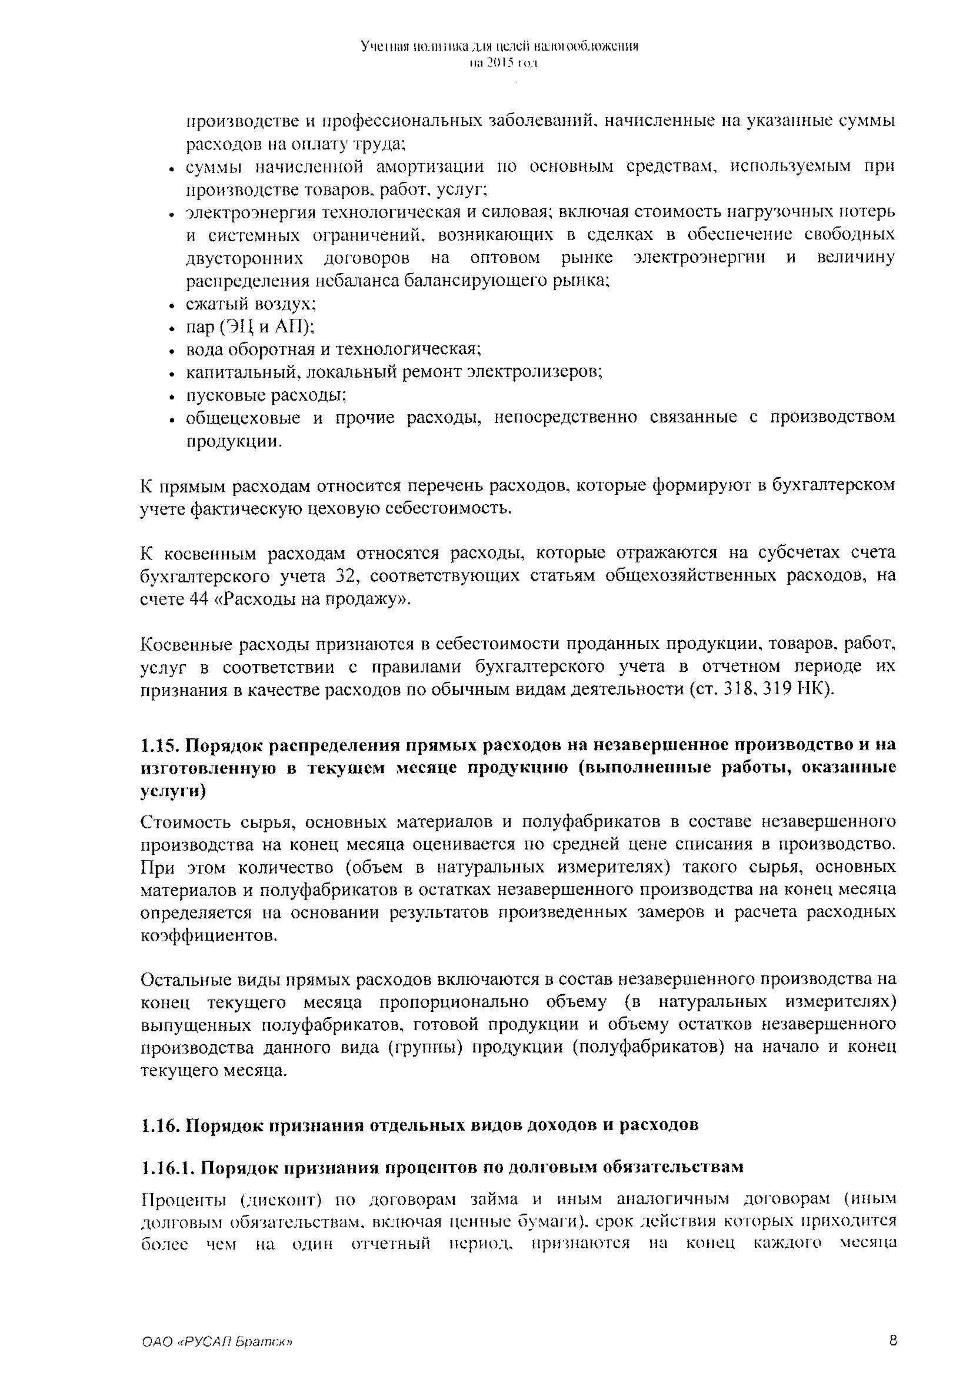 Учетная политика для целей налогообложения
на 2015 год
производстве и профессиональных заболеваний, начисленные на указанные суммы
расходов на оплату труда;
• суммы начисленной амортизации по основным средствам, используемым при
производстве товаров, работ, услуг;
• электроэнергия технологическая и силовая; включая стоимость нагрузочных потерь
и системных ограничений, возникающих в сделках в обеспечение свободных
двусторонних договоров на оптовом рынке электроэнергии и величину
распределения небаланса балансирующего рынка;
• сжатый воздух;
• пар (ЭЦ и АП);
• вода оборотная и технологическая;
• капитальный, локальный ремонт электролизеров;
• пусковые расходы;
• общецеховые и прочие расходы, непосредственно связанные с производством
продукции.
К прямым расходам относится перечень расходов, которые формируют в бухгалтерском
учете фактическую цеховую себестоимость.
К косвенным расходам относятся расходы, которые отражаются на субсчетах счета
бухгалтерского учета 32, соответствующих статьям общехозяйственных расходов, на
счете 44 «Расходы на продажу».
Косвенные расходы признаются в себестоимости проданных продукции, товаров, работ,
услуг в соответствии с правилами бухгалтерского учета в отчетном периоде их
признания в качестве расходов по обычным видам деятельности (ст. 318, 319 НК).
1.15. Порядок распределения прямых расходов на незавершенное производство и на
изготовленную в текущем месяце продукцию (выполненные работы, оказанные
услуги)
Стоимость сырья, основных материалов и полуфабрикатов в составе незавершенного
производства на конец месяца оценивается по средней цене списания в производство.
При этом количество (объем в натуральных измерителях) такого сырья, основных
материалов и полуфабрикатов в остатках незавершенного производства на конец месяца
определяется на основании результатов произведенных замеров и расчета расходных
коэффициентов.
Остальные виды прямых расходов включаются в состав незавершенного производства на
конец текущего месяца пропорционально объему (в натуральных измерителях)
выпущенных полуфабрикатов, готовой продукции и объему остатков незавершенного
производства данного вида (группы) продукции (полуфабрикатов) на начало и конец
текущего месяца.
1.16. Порядок признания отдельных видов доходов и расходов
1.16.1. Порядок признания процентов по долговым обязательствам
Проценты (дисконт) по договорам займа и иным аналогичным договорам (иным
долговым обязательствам, включая ценные бумаги), срок действия которых приходится
более чем на один отчетный период, признаются на конец каждого месяца
ОАО «РУСАЛ Братск»
8